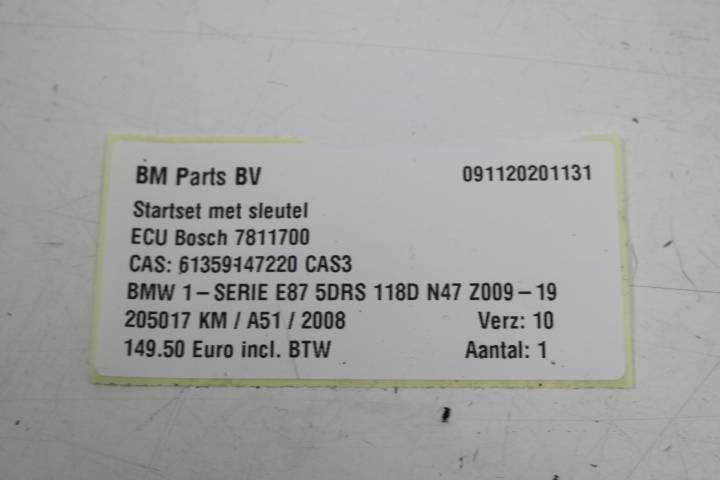 BM Parts BV 091120201131
Startset met sleutel
ECU Bosch 7811700
CAS: 61359147220 CAS3
BMW 1-SERIE E87 5DRS 118D N47 Z009-19
205017 KM / A51 / 2008 Verz: 10
149.50 Euro incl. BTW Aantal: 1